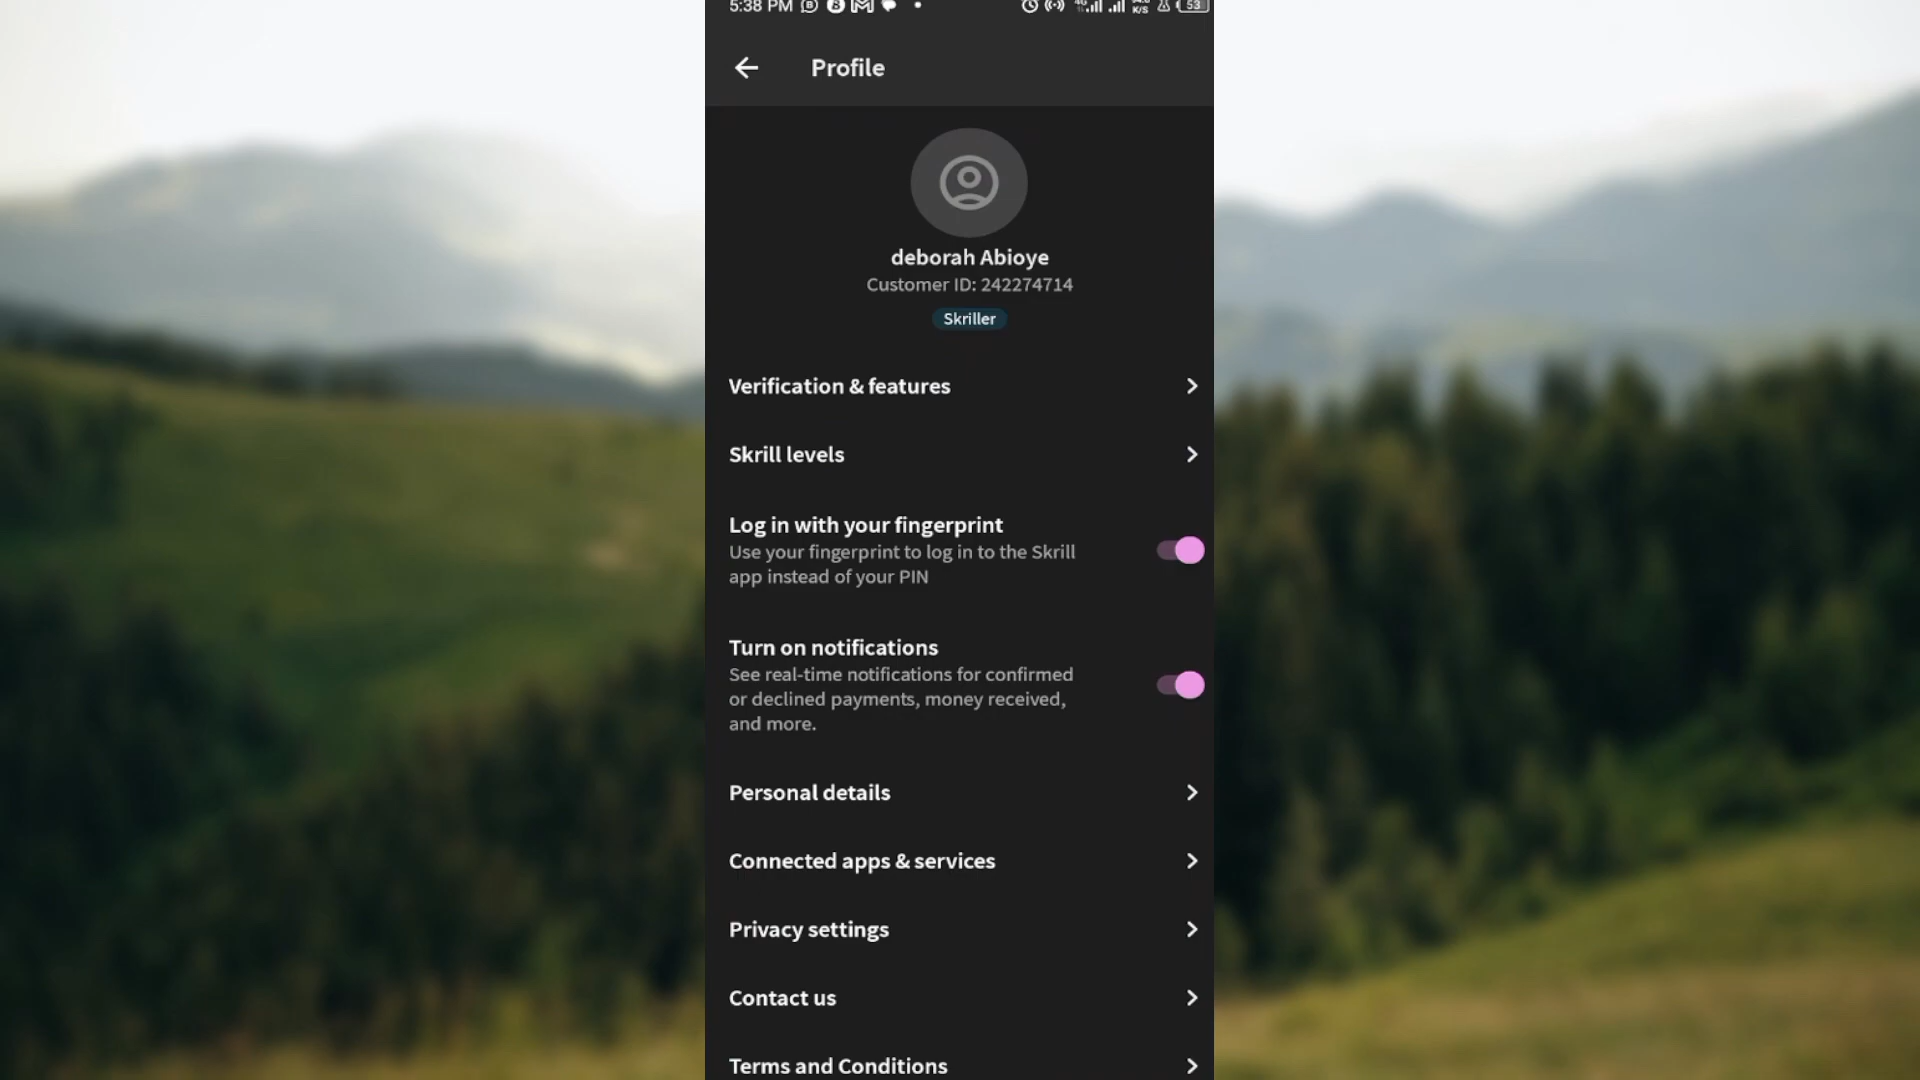 5:38 PM
53
K/S
Profile
deborah Abioye
Customer ID: 242274714
Skriller
Verification & features
Skrill levels
Log in with your fingerprint
Use your fingerprint to log in to the Skrill
app instead of your PIN
Turn on notifications
See real-time notifications for confirmed
or declined payments, money received,
and more.
Personal details
Connected apps & services
Privacy settings
Contact us
Terms and Conditions